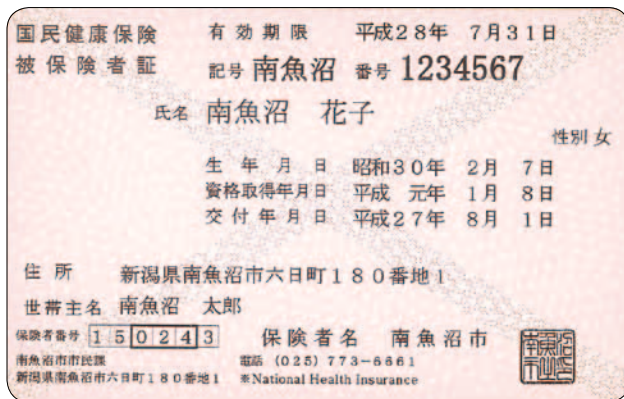 国民健康保険 有効期限 平成28年 7月31日
被保険者証 記号 南魚沼 番号 1234567
氏名 南魚沼 花子
性別 女
生年月日 昭和30年 2月 7日
資格取得年月日 平成 元年 1月 8日
交付年月日 平成27年 8月 1日
住所 新潟県南魚沼市六日町180番地1
世帯主名 南魚沼 太郎
保険者番号 150243 保険者名 南魚沼市
南魚沼市市民課 電話 (025) 773-6661
新潟県南魚沼市六日町180番地1 ※National Health Insurance